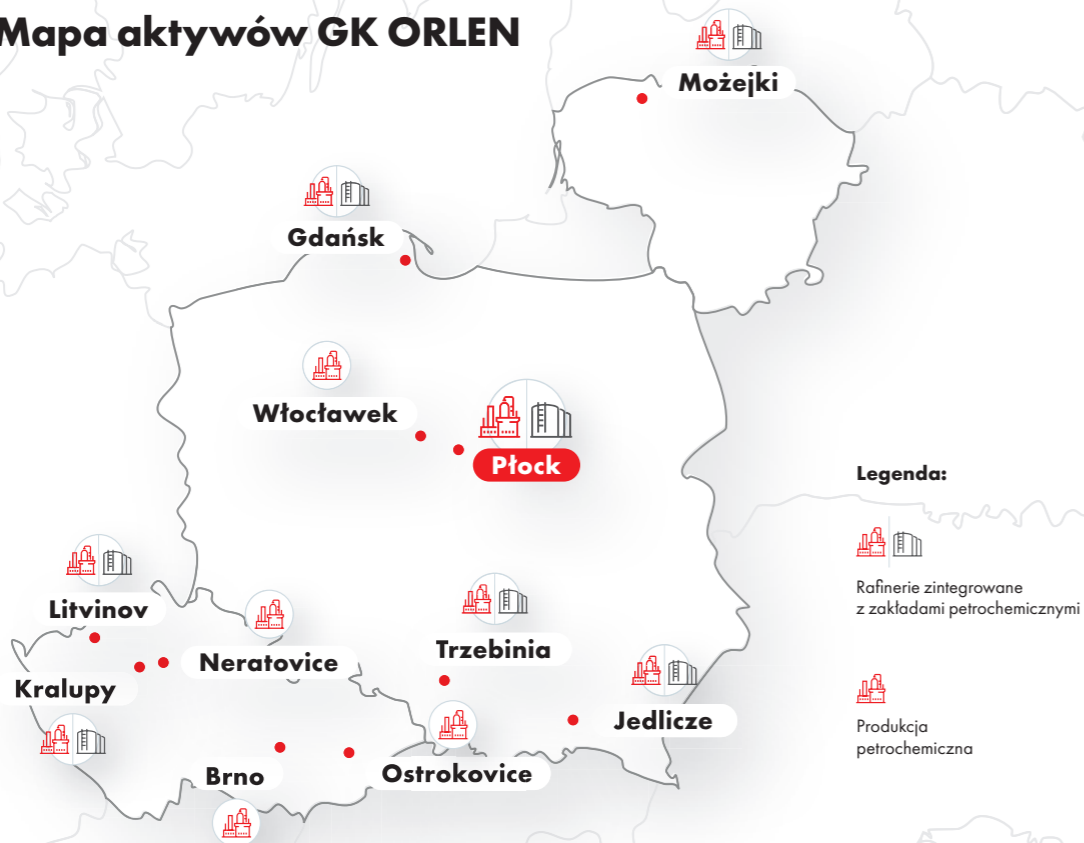 Mapa aktywów GK ORLEN
Możejki
Gdańsk
Włocławek
Płock
Legenda:
Rafinerie zintegrowane
z zakładami petrochemicznymi
Litvinov
Neratovice
Trzebinia
Kralupy
Jedlicze
Produkcja
petrochemiczna
Brno
Ostrokovice